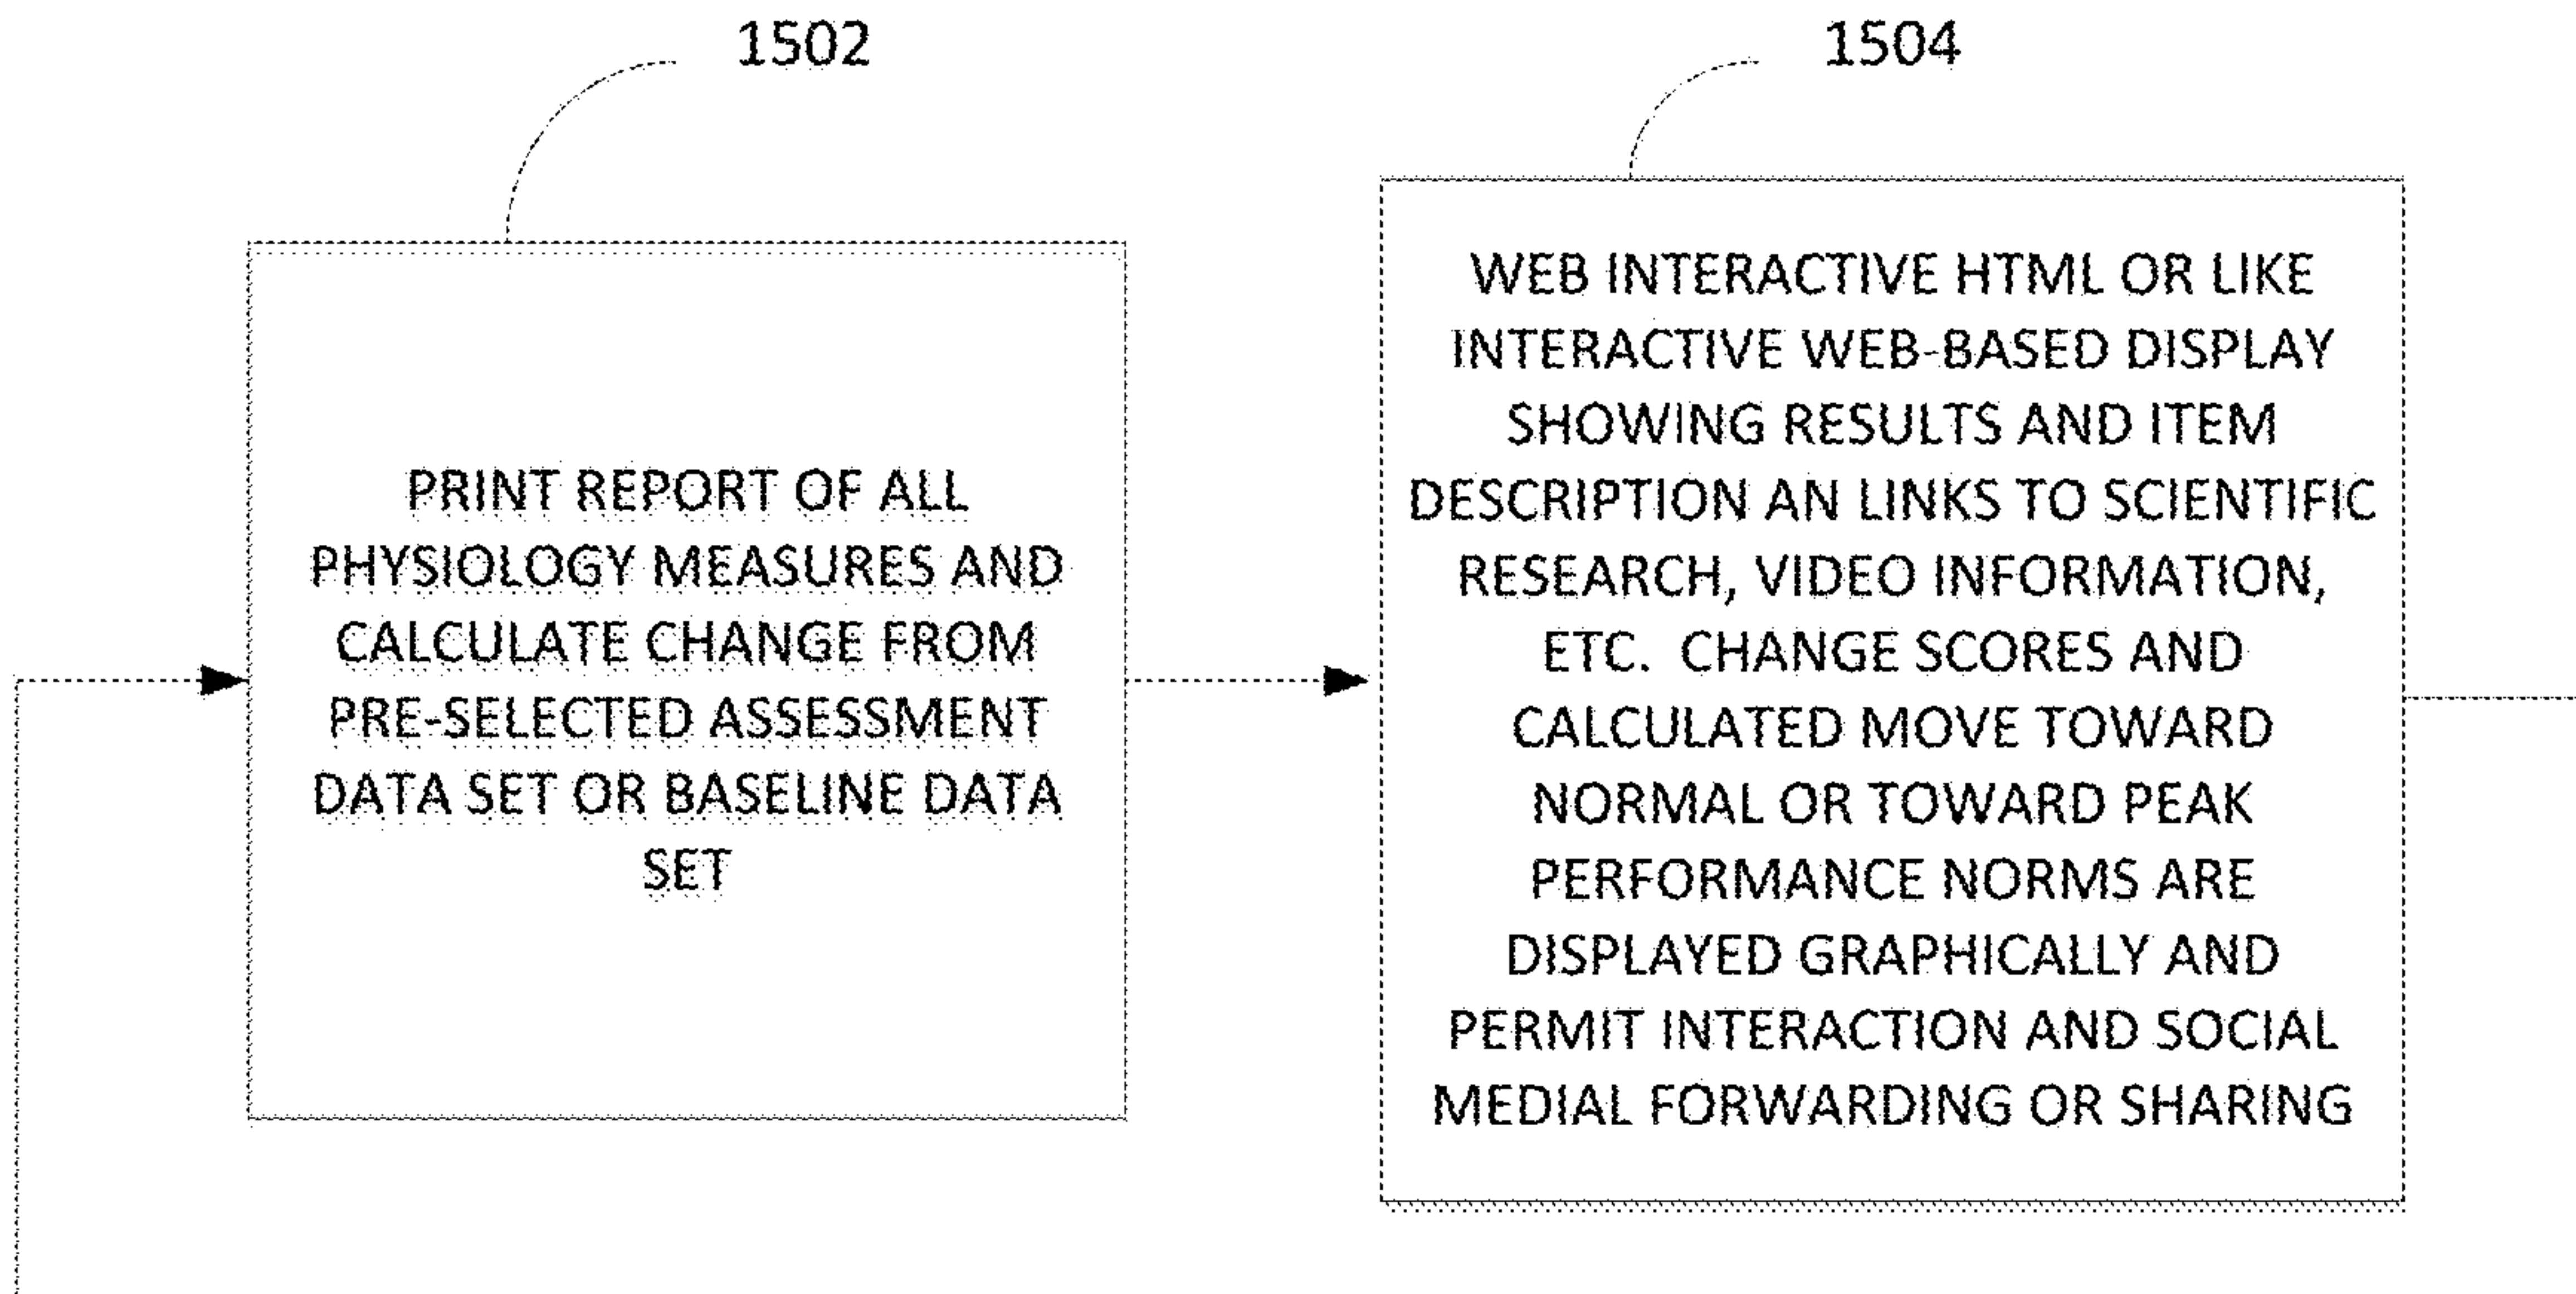 1502
PRINT REPORT OF ALL
PHYSIOLOGY MEASURES AND
CALCULATE CHANGE FROM
PRE-SELECTED ASSESSMENT
DATA SET OR BASELINE DATA
SET
1504
WEB INTERACTIVE HTML OR LIKE
INTERACTIVE WEB-BASED DISPLAY
SHOWING RESULTS AND ITEM
DESCRIPTION AN LINKS TO SCIENTIFIC
RESEARCH, VIDEO INFORMATION,
ETC.  CHANGE SCORES AND
CALCULATED MOVE TOWARD
NORMAL OR TOWARD PEAK
PERFORMANCE NORMS ARE
DISPLAYED GRAPHICALLY AND
PERMIT INTERACTION AND SOCIAL
MEDIAL FORWARDING OR SHARING